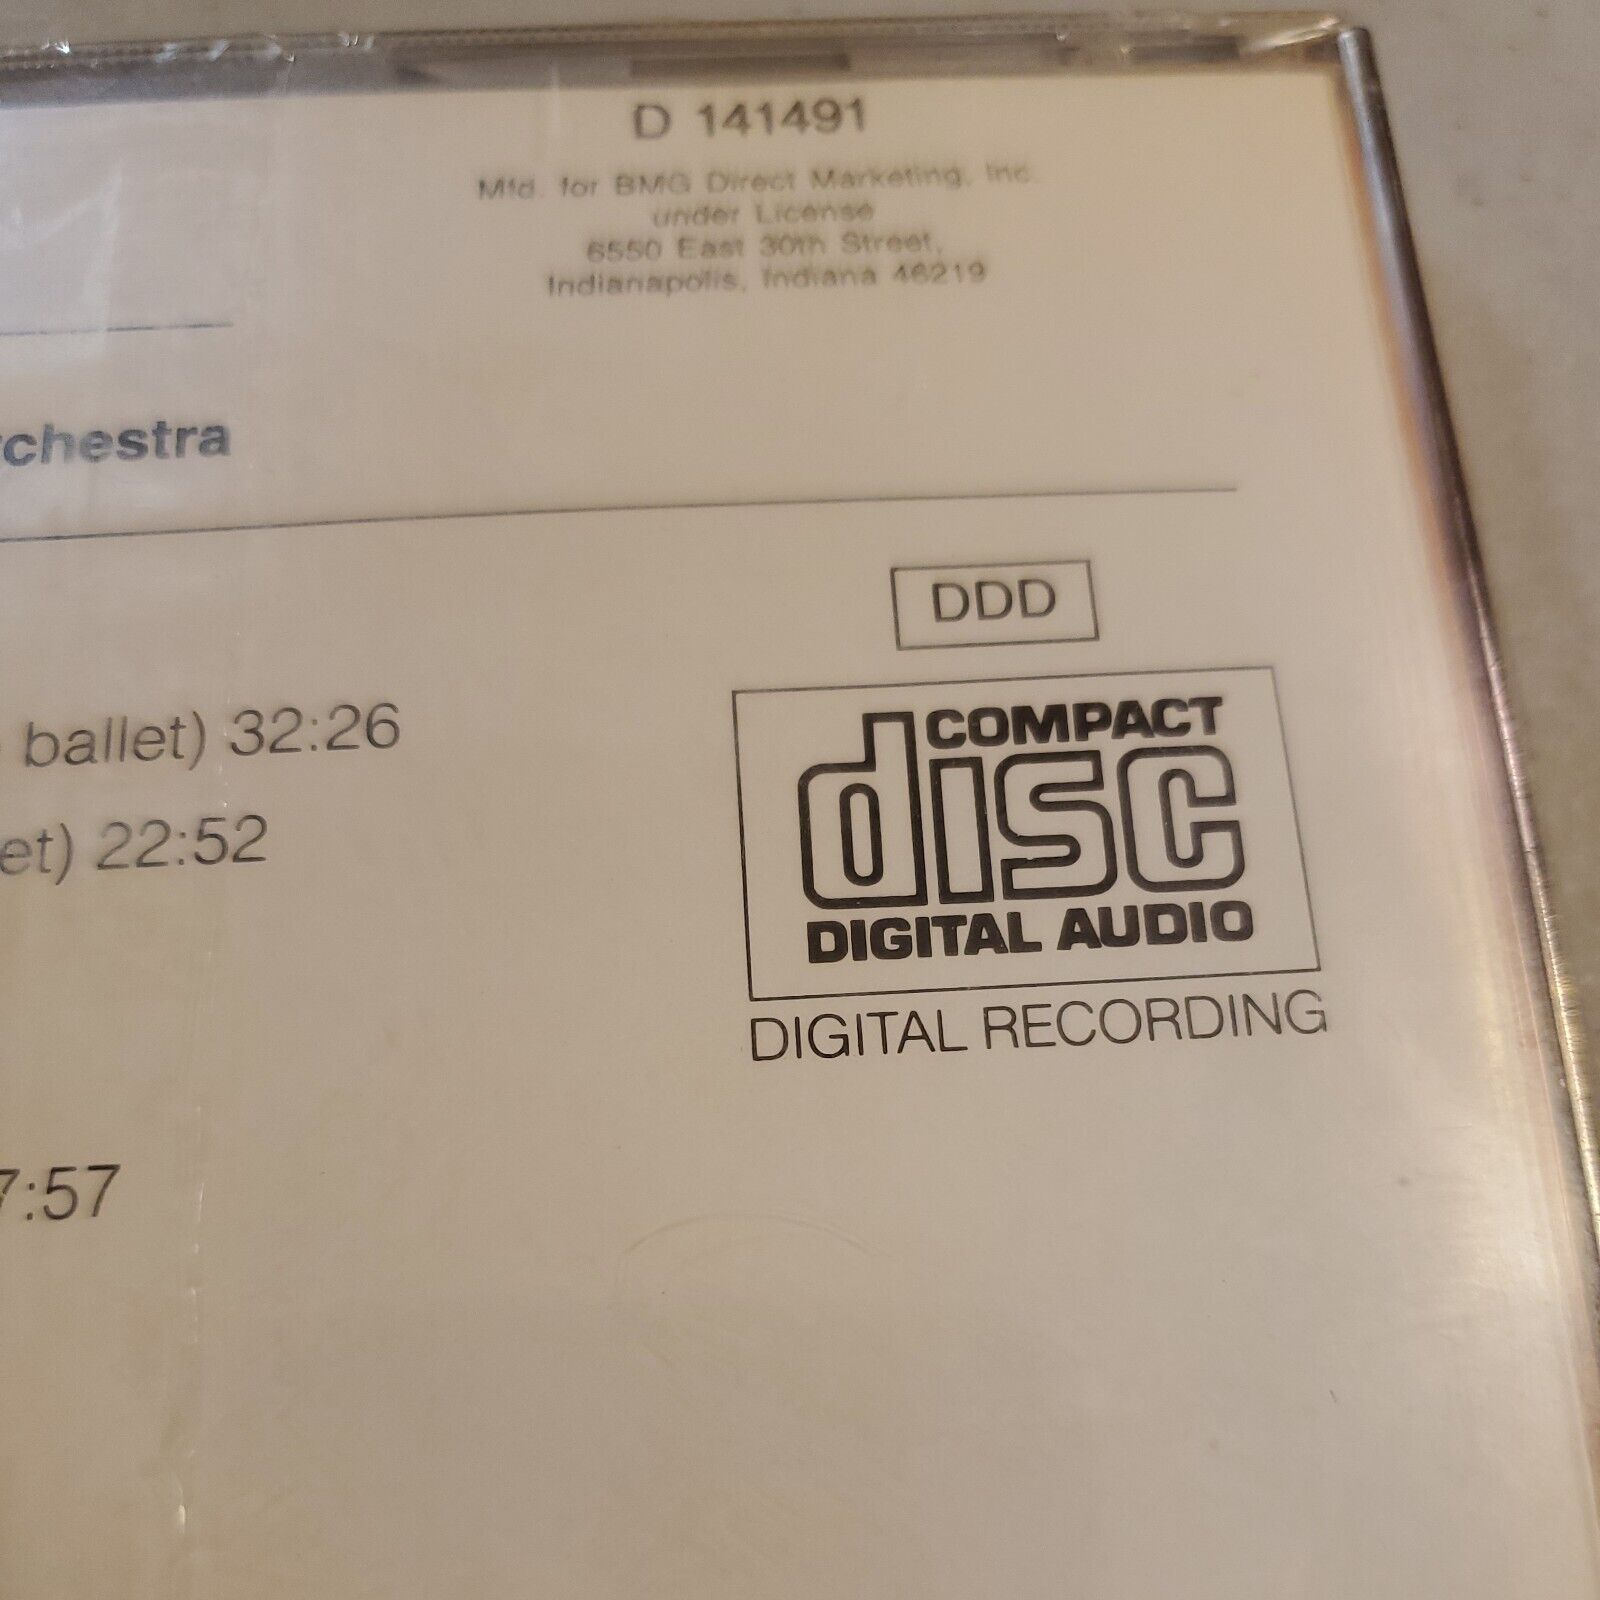 D 141491
Mfd. for BMG Direct Marketing, Inc.
under License
6550 East 30th Street,
Indianapolis, Indiana 46219
rchestra
DDD
ballet) 32:26
et) 22:52
COMPACT
disc
DIGITAL AUDIO
DIGITAL RECORDING
7:57